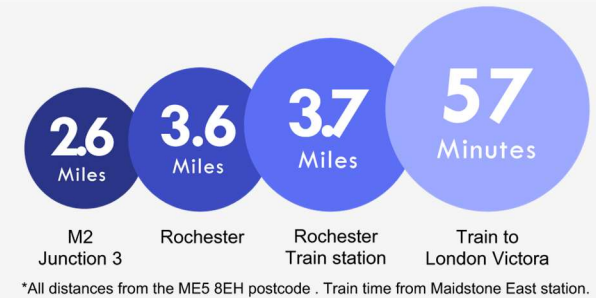 2.6
Miles
3.6
Miles
3.7
Miles
57
Minutes
M2
Junction 3
Rochester
Rochester
Train station
Train to
London Victora
*All distances from the ME5 8EH postcode . Train time from Maidstone East station.